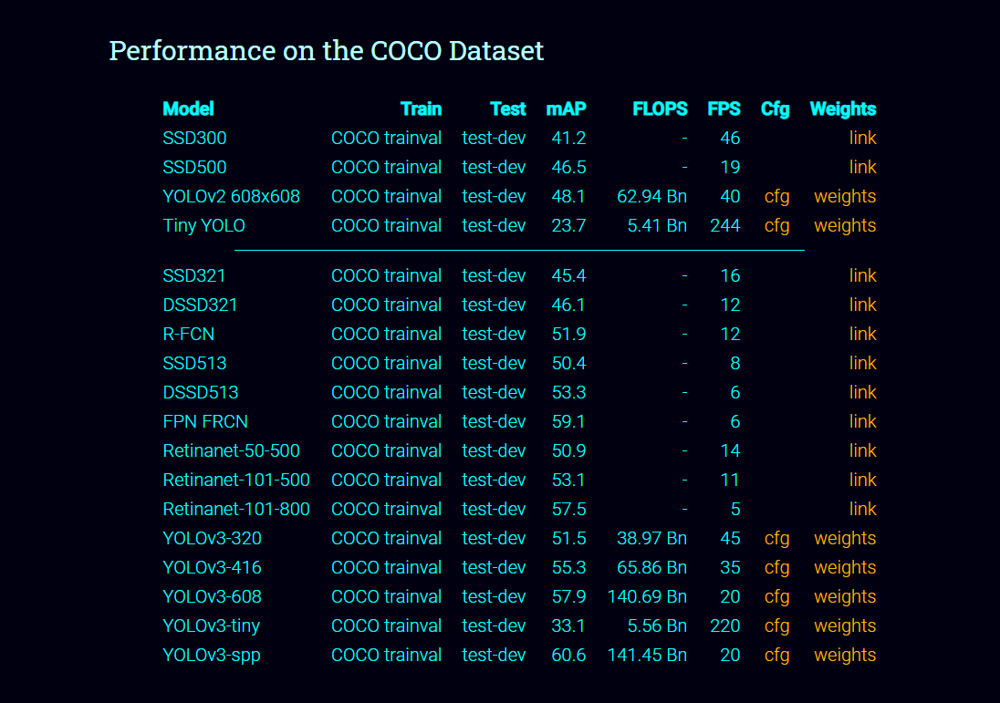 Performance on the COCO Dataset
Model Train Test mAP FLOPS FPS Cfg Weights
SSD300 COCO trainval test-dev 41.2 - 46 link
SSD500 COCO trainval test-dev 46.5 - 19 link
YOLOv2 608x608 COCO trainval test-dev 48.1 62.94 Bn 40 cfg weights
Tiny YOLO COCO trainval test-dev 23.7 5.41 Bn 244 cfg weights
SSD321 COCO trainval test-dev 45.4 - 16 link
DSSD321 COCO trainval test-dev 46.1 - 12 link
R-FCN COCO trainval test-dev 51.9 - 12 link
SSD513 COCO trainval test-dev 50.4 - 8 link
DSSD513 COCO trainval test-dev 53.3 - 6 link
FPN FRCN COCO trainval test-dev 59.1 - 6 link
Retinanet-50-500 COCO trainval test-dev 50.9 - 14 link
Retinanet-101-500 COCO trainval test-dev 53.1 - 11 link
Retinanet-101-800 COCO trainval test-dev 57.5 - 5 link
YOLOv3-320 COCO trainval test-dev 51.5 38.97 Bn 45 cfg weights
YOLOv3-416 COCO trainval test-dev 55.3 65.86 Bn 35 cfg weights
YOLOv3-608 COCO trainval test-dev 57.9 140.69 Bn 20 cfg weights
YOLOv3-tiny COCO trainval test-dev 33.1 5.56 Bn 220 cfg weights
YOLOv3-spp COCO trainval test-dev 60.6 141.45 Bn 20 cfg weights